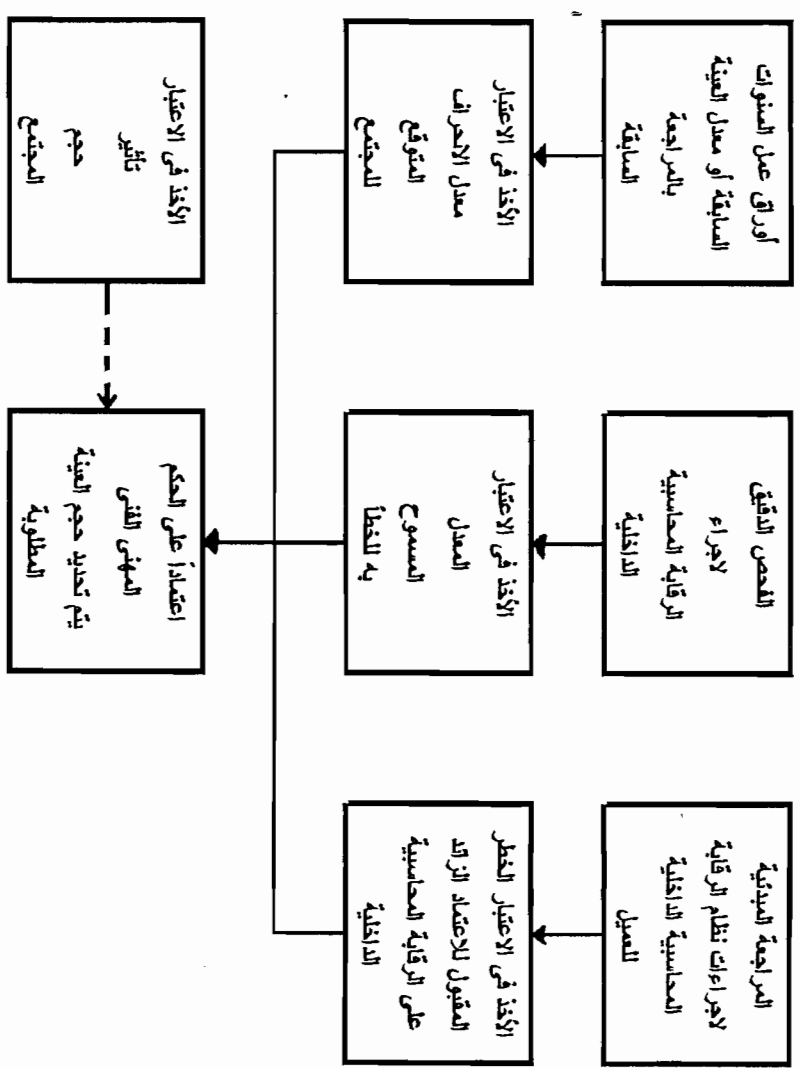 المراجعة المبدئية
لاجراءات نظام الرقابة
المحاسبية الداخلية
للعميل
الفحص الدقيق
لاجراء
الرقابة المحاسبية
الداخلية
أوراق عمل السنوات
السابقة أو معدل العينة
بالمراجعة
السابقة
الأخذ فى الاعتبار الخطر
المقبول للاعتماد الزائد
على الرقابة المحاسبية
الداخلية
الأخذ فى الاعتبار
المعدل
المسموح
به للخطأ
الأخذ فى الاعتبار
معدل الانحراف
المتوقع
للمجتمع
اعتماداً على الحكم
المهنى الفنى
يتم تحديد حجم العينة
المطلوبة
الأخذ فى الاعتبار
تأثير
حجم
المجتمع